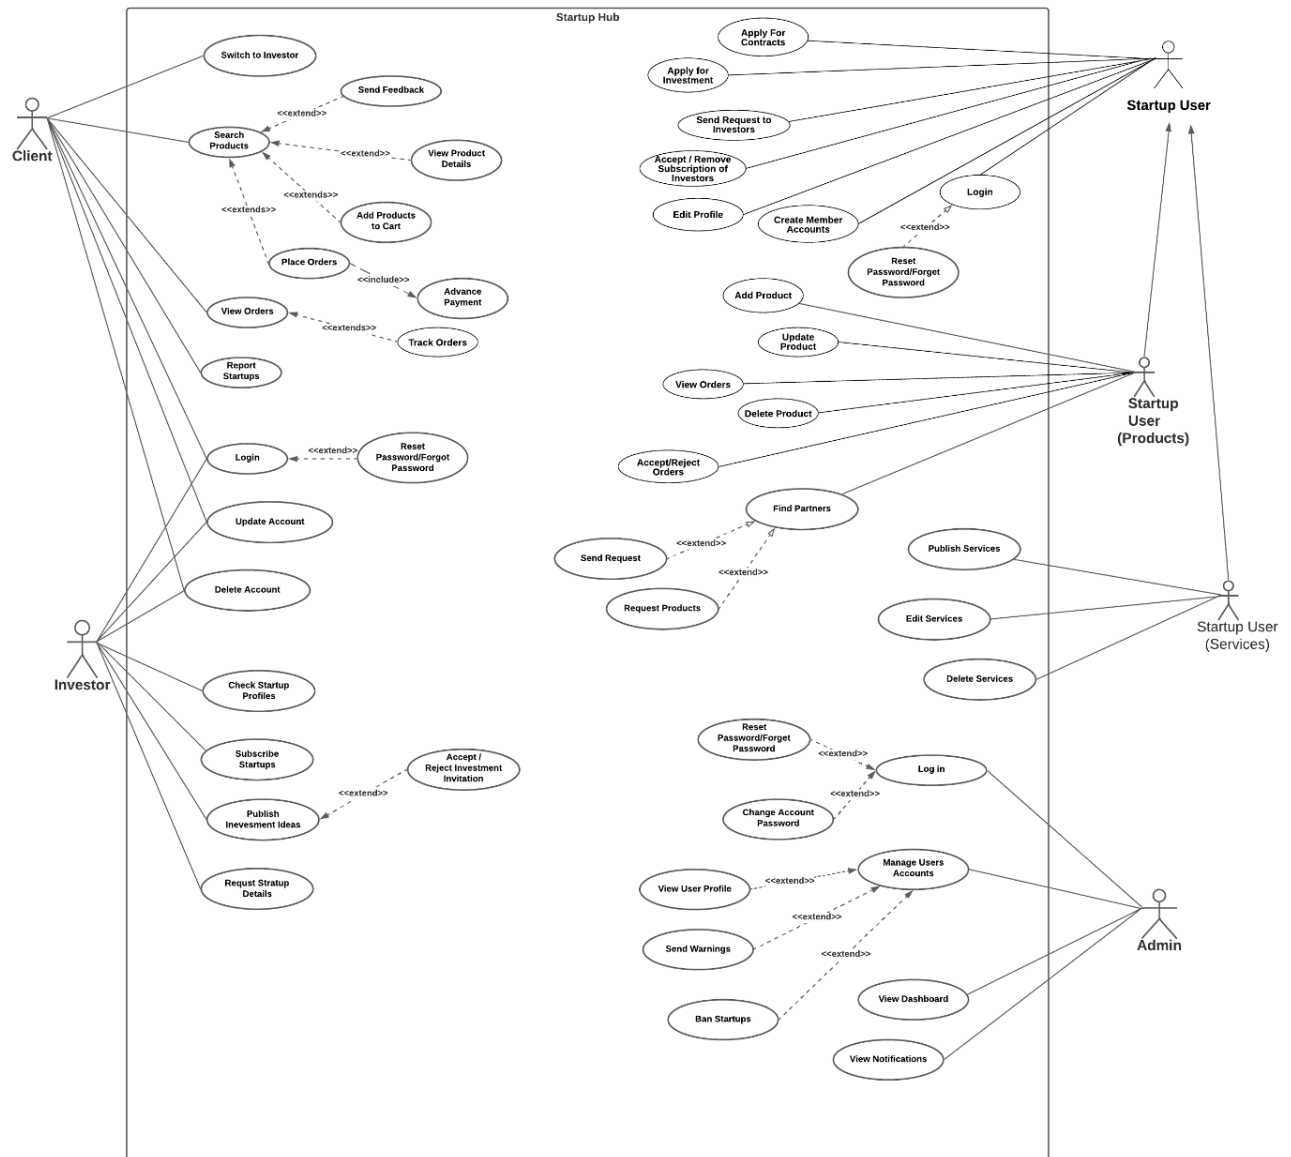 Startup Hub
Switch to Investor
Send Feedback
<<extend>>
Search
Products
<<extend>>
View Product
Details
<<extends>>
<<extends>>
Add Products
to Cart
Place Orders
<<include>>
Advance
Payment
View Orders
<<extends>>
Track Orders
Report
Startups
Client
Login
<<extend>>
Reset
Password/Forgot
Password
Update Account
Delete Account
Investor
Check Startup
Profiles
Subscribe
Startups
Accept /
Reject Investment
Invitation
<<extend>>
Publish
Inevesment Ideas
Requst Stratup
Details
Apply For
Contracts
Apply for
Investment
Send Request to
Investors
Accept / Remove
Subscription of
Investors
Edit Profile
Create Member
Accounts
Login
<<extend>>
Reset
Password/Forget
Password
Startup User
Add Product
Update
Product
View Orders
Delete Product
Accept/Reject
Orders
Find Partners
<<extend>>
Send Request
<<extend>>
Request Products
Startup
User
(Products)
Publish Services
Edit Services
Delete Services
Startup User
(Services)
Reset
Password/Forget
Password
<<extend>>
Log in
<<extend>>
Change Account
Password
Manage Users
Accounts
<<extend>>
View User Profile
<<extend>>
Send Warnings
<<extend>>
Ban Startups
View Dashboard
View Notifications
Admin